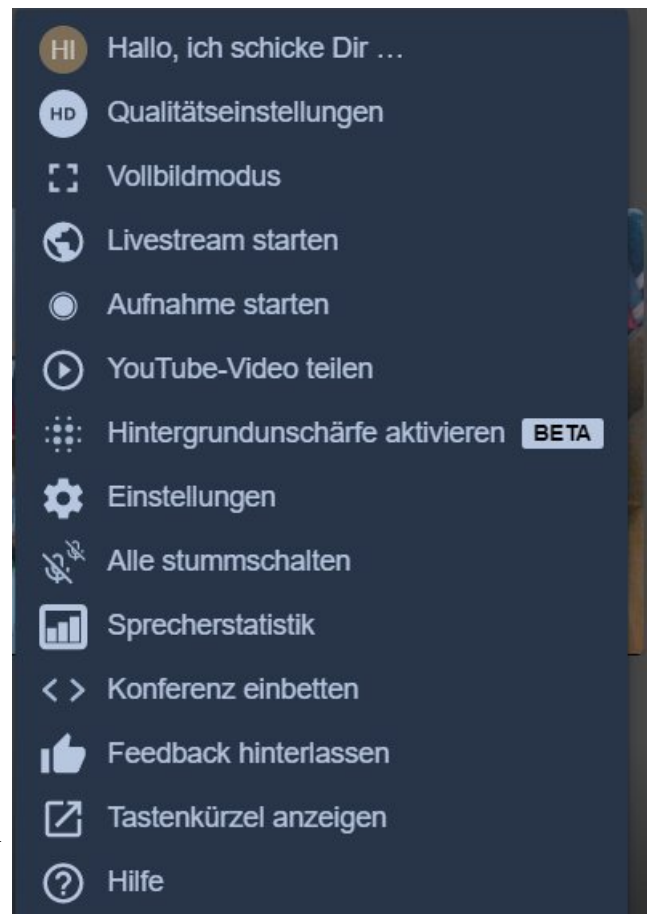 HI Hallo, ich schicke Dir …
HD Qualitätseinstellungen
Vollbildmodus
Livestream starten
Aufnahme starten
YouTube-Video teilen
Hintergrundunschärfe aktivieren BETA
Einstellungen
Alle stummschalten
Sprecherstatistik
Konferenz einbetten
Feedback hinterlassen
Tastenkürzel anzeigen
Hilfe